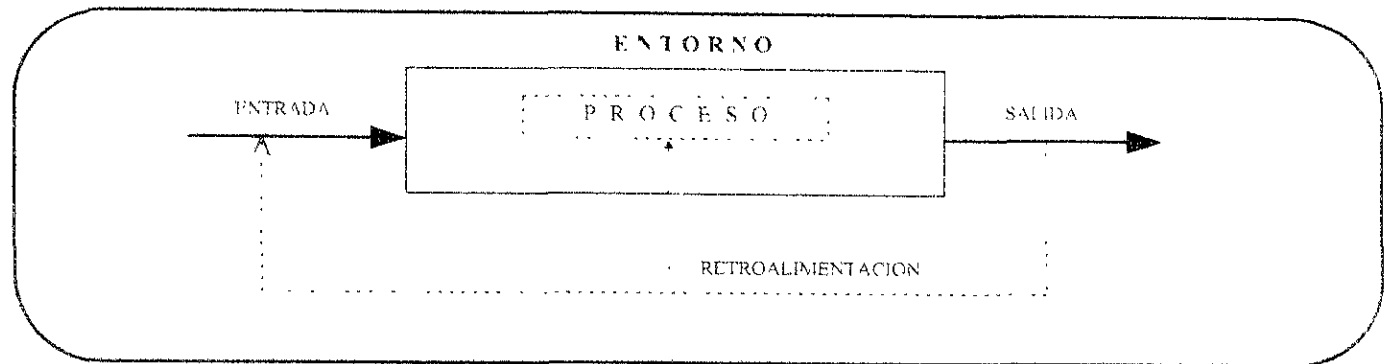 ENTORNO
ENTRADA
PROCESO
SALIDA
RETROALIMENTACION